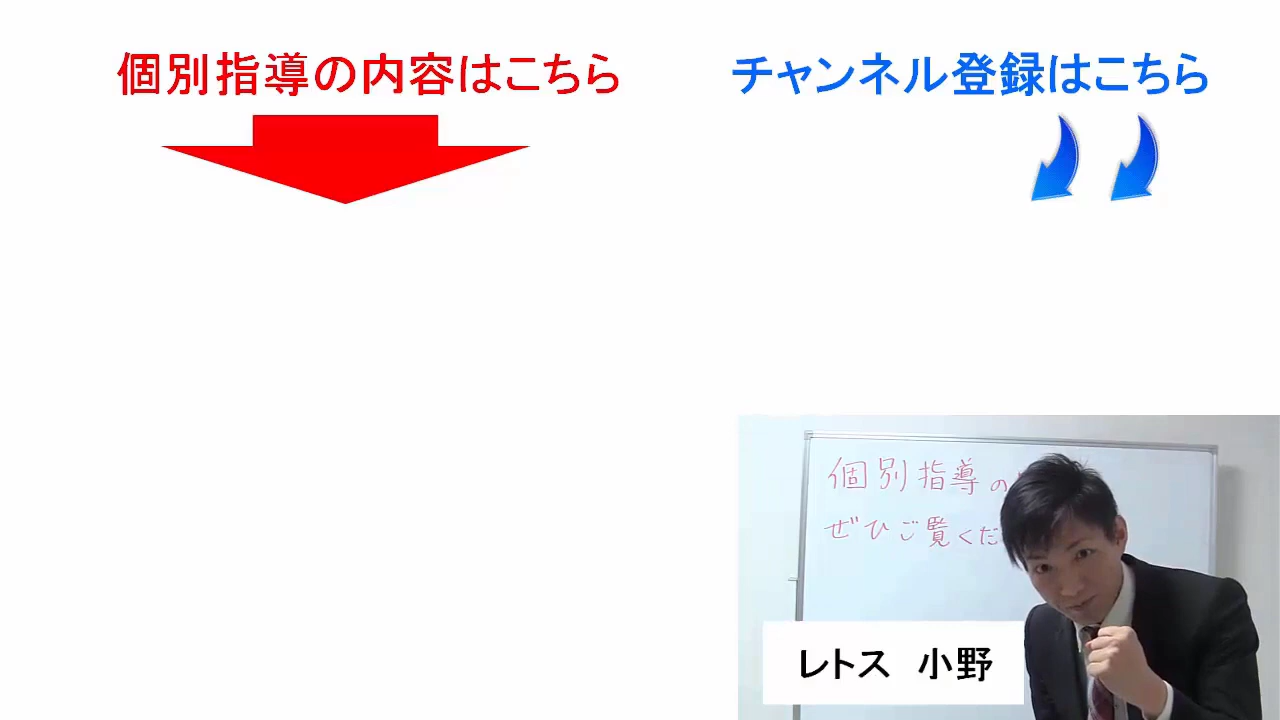 個別指導の内容はこちら
チャンネル登録はこちら
個別指導の
ぜひご覧くだ
レトス 小野